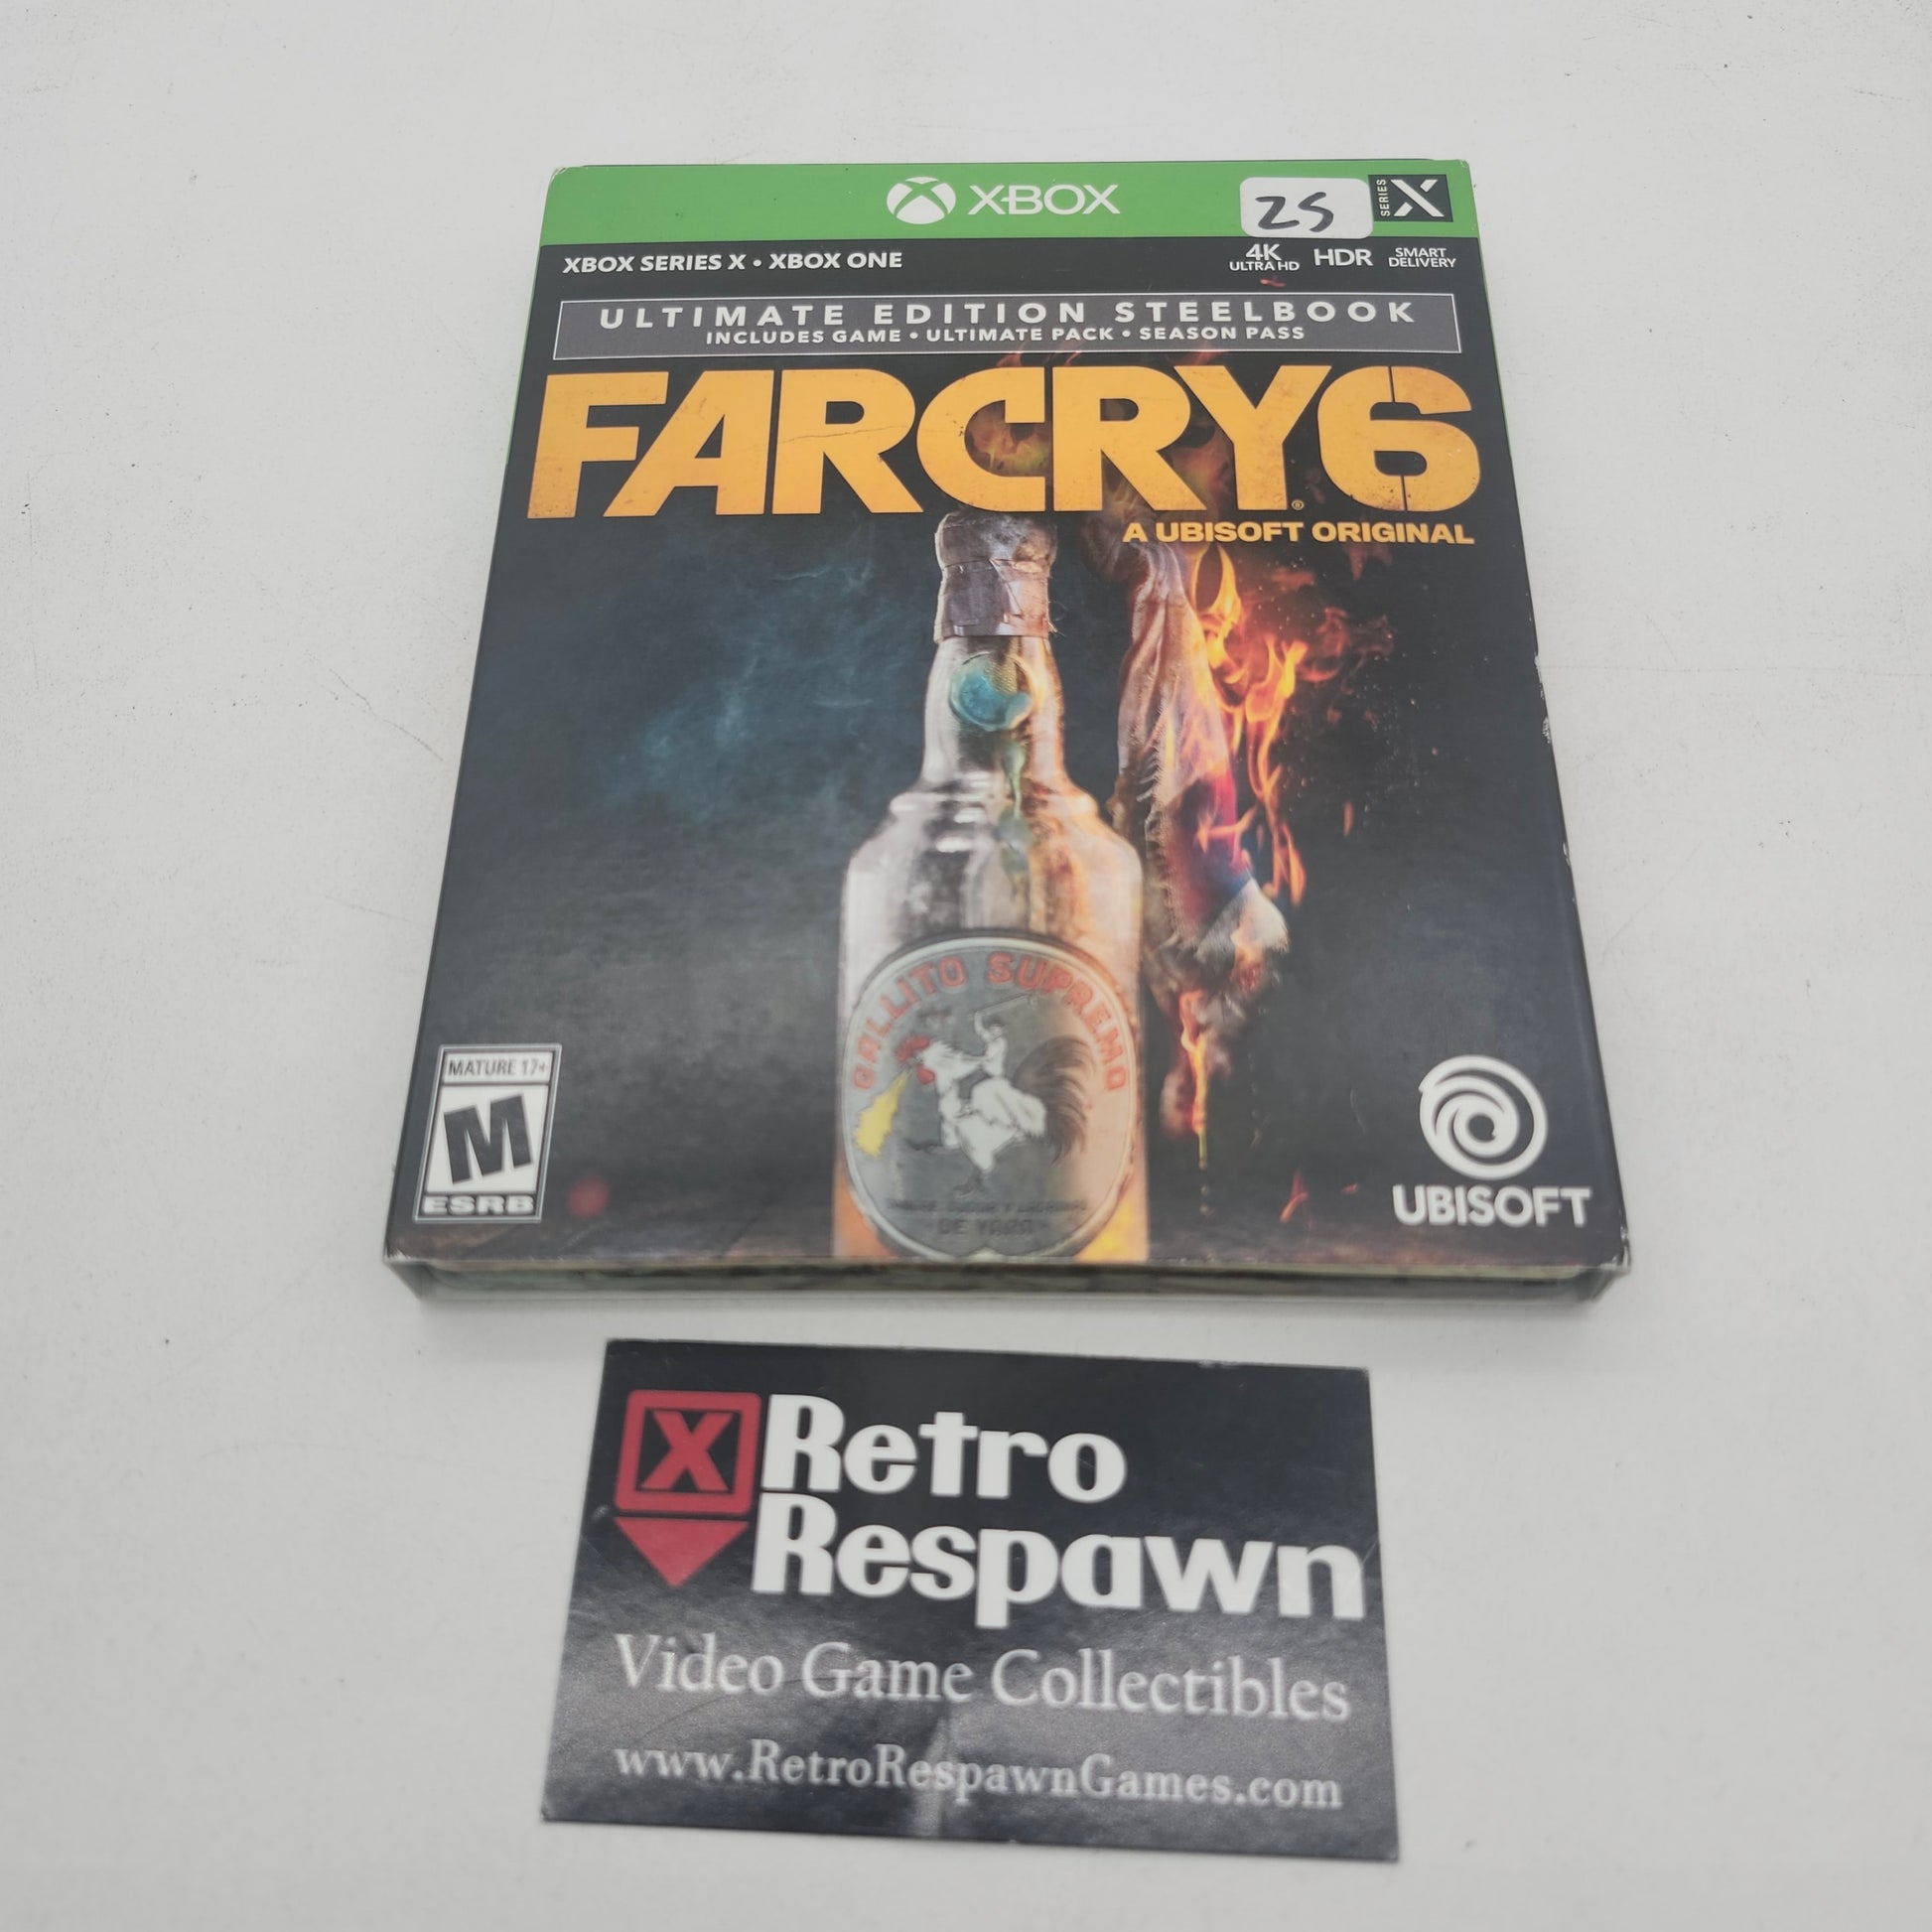 XBOX
25
SERIES X
XBOX SERIES X • XBOX ONE
4K
ULTRA HD
HDR
SMART
DELIVERY
ULTIMATE EDITION STEELBOOK
INCLUDES GAME • ULTIMATE PACK • SEASON PASS
FARCRY6®
A UBISOFT ORIGINAL
GALLITO SUPREMO
DE YARA
MATURE 17+
M
ESRB
UBISOFT
X
Retro
Respawn
Video Game Collectibles
www.RetroRespawnGames.com